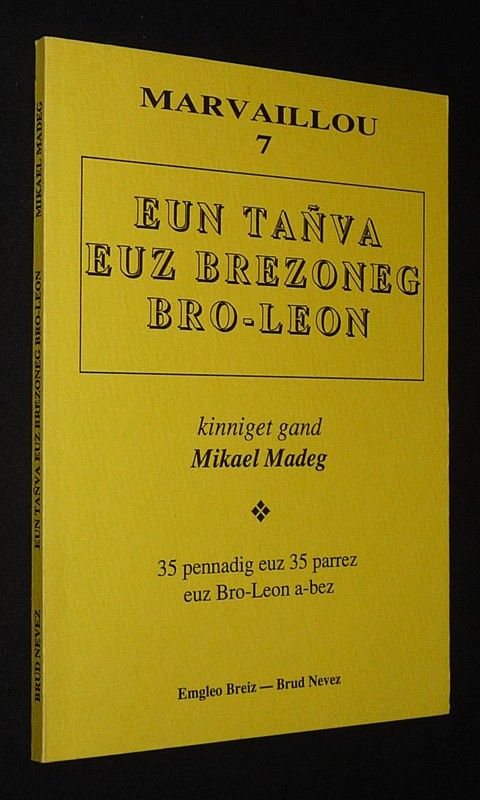 MARVAILLOU
7
EUN TAÑVA
EUZ BREZONEG
BRO-LEON
kinniget gand
Mikael Madeg
35 pennadig euz 35 parrez
euz Bro-Leon a-bez
Emgleo Breiz — Brud Nevez
BRUD NEVEZ EUN TAÑVA EUZ BREZONEG BRO-LEON MIKAEL MADEG